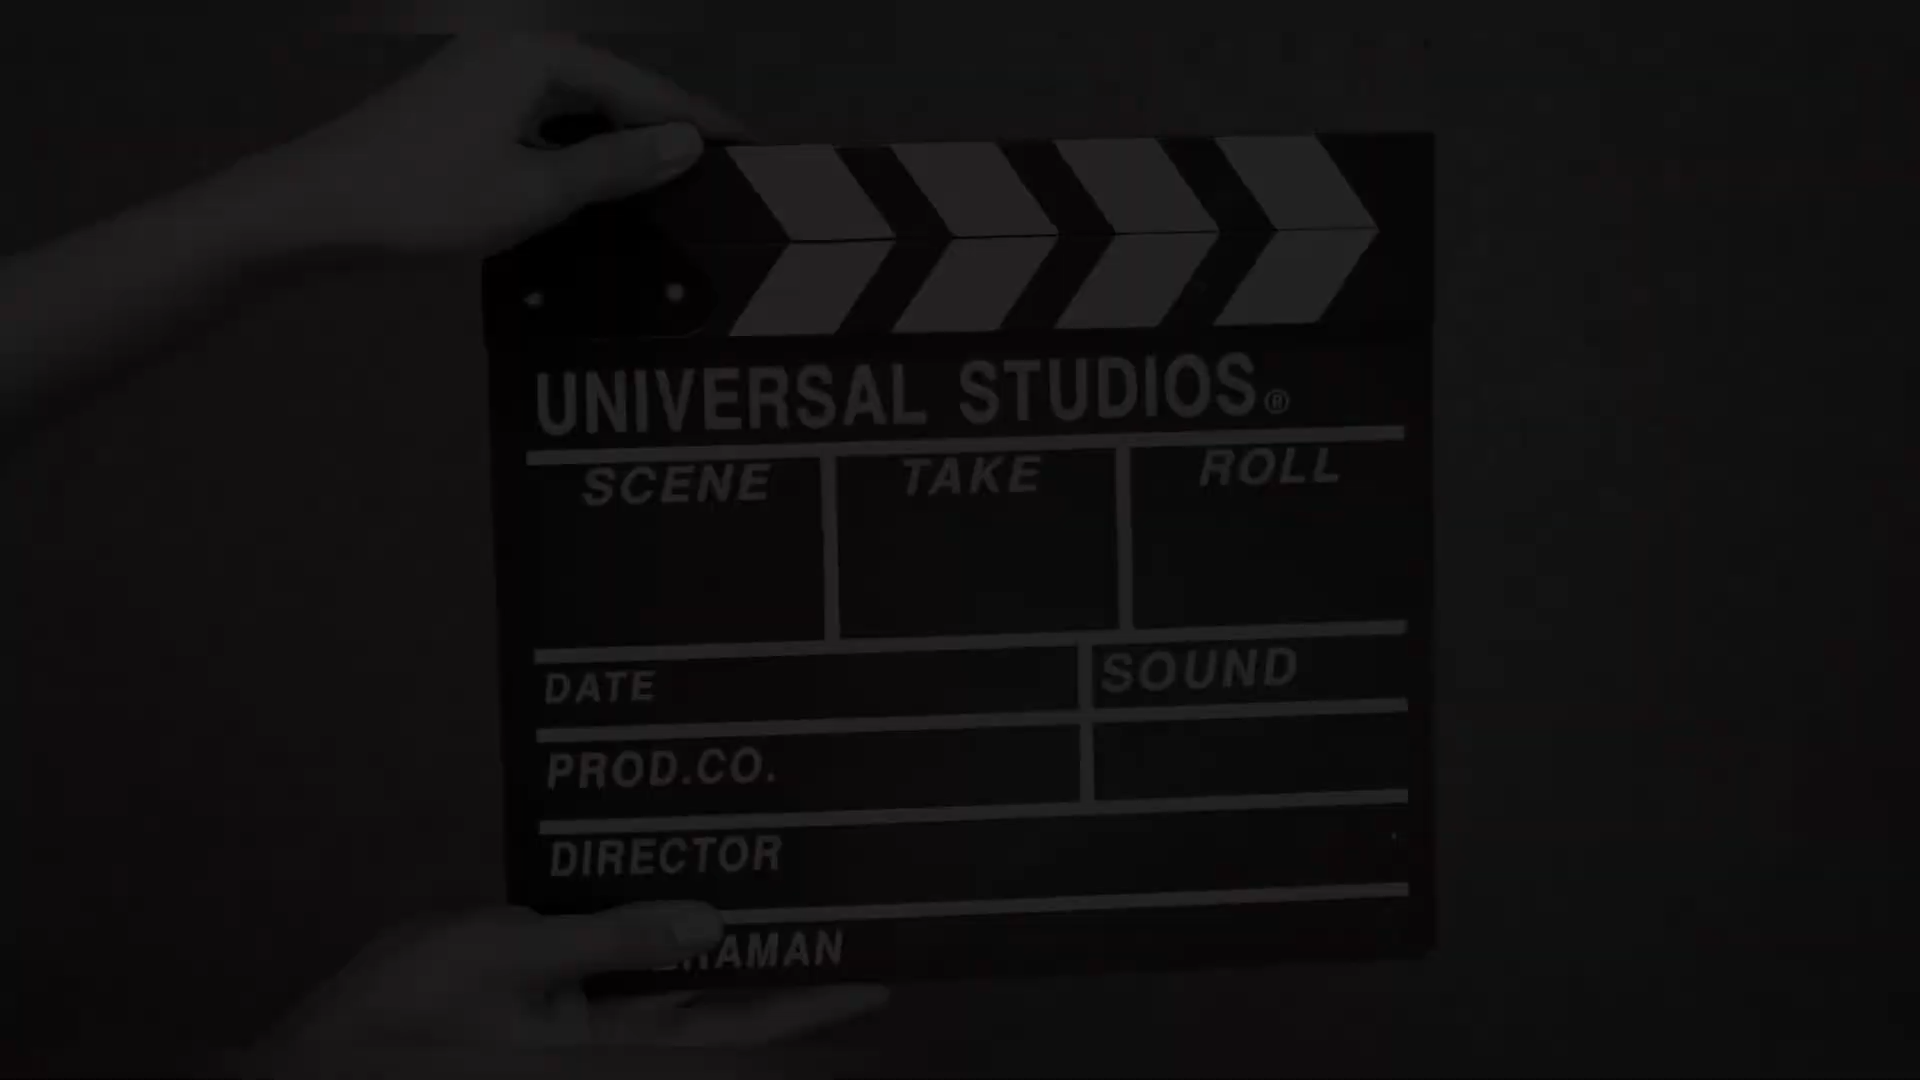 UNIVERSAL STUDIOS®
SCENE TAKE ROLL
DATE SOUND
PROD.CO.
DIRECTOR